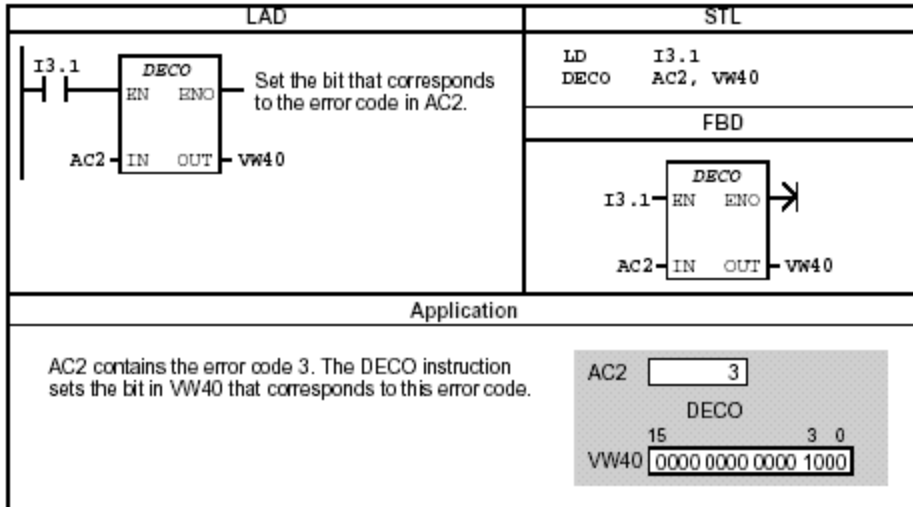 LAD
STL
I3.1
DECO
EN ENO
Set the bit that corresponds
to the error code in AC2.
AC2 IN OUT VW40
LD I3.1
DECO AC2, VW40
FBD
DECO
I3.1 EN ENO
AC2 IN OUT VW40
Application
AC2 contains the error code 3. The DECO instruction
sets the bit in VW40 that corresponds to this error code.
AC2 3
DECO
15 3 0
VW40 0000 0000 0000 1000